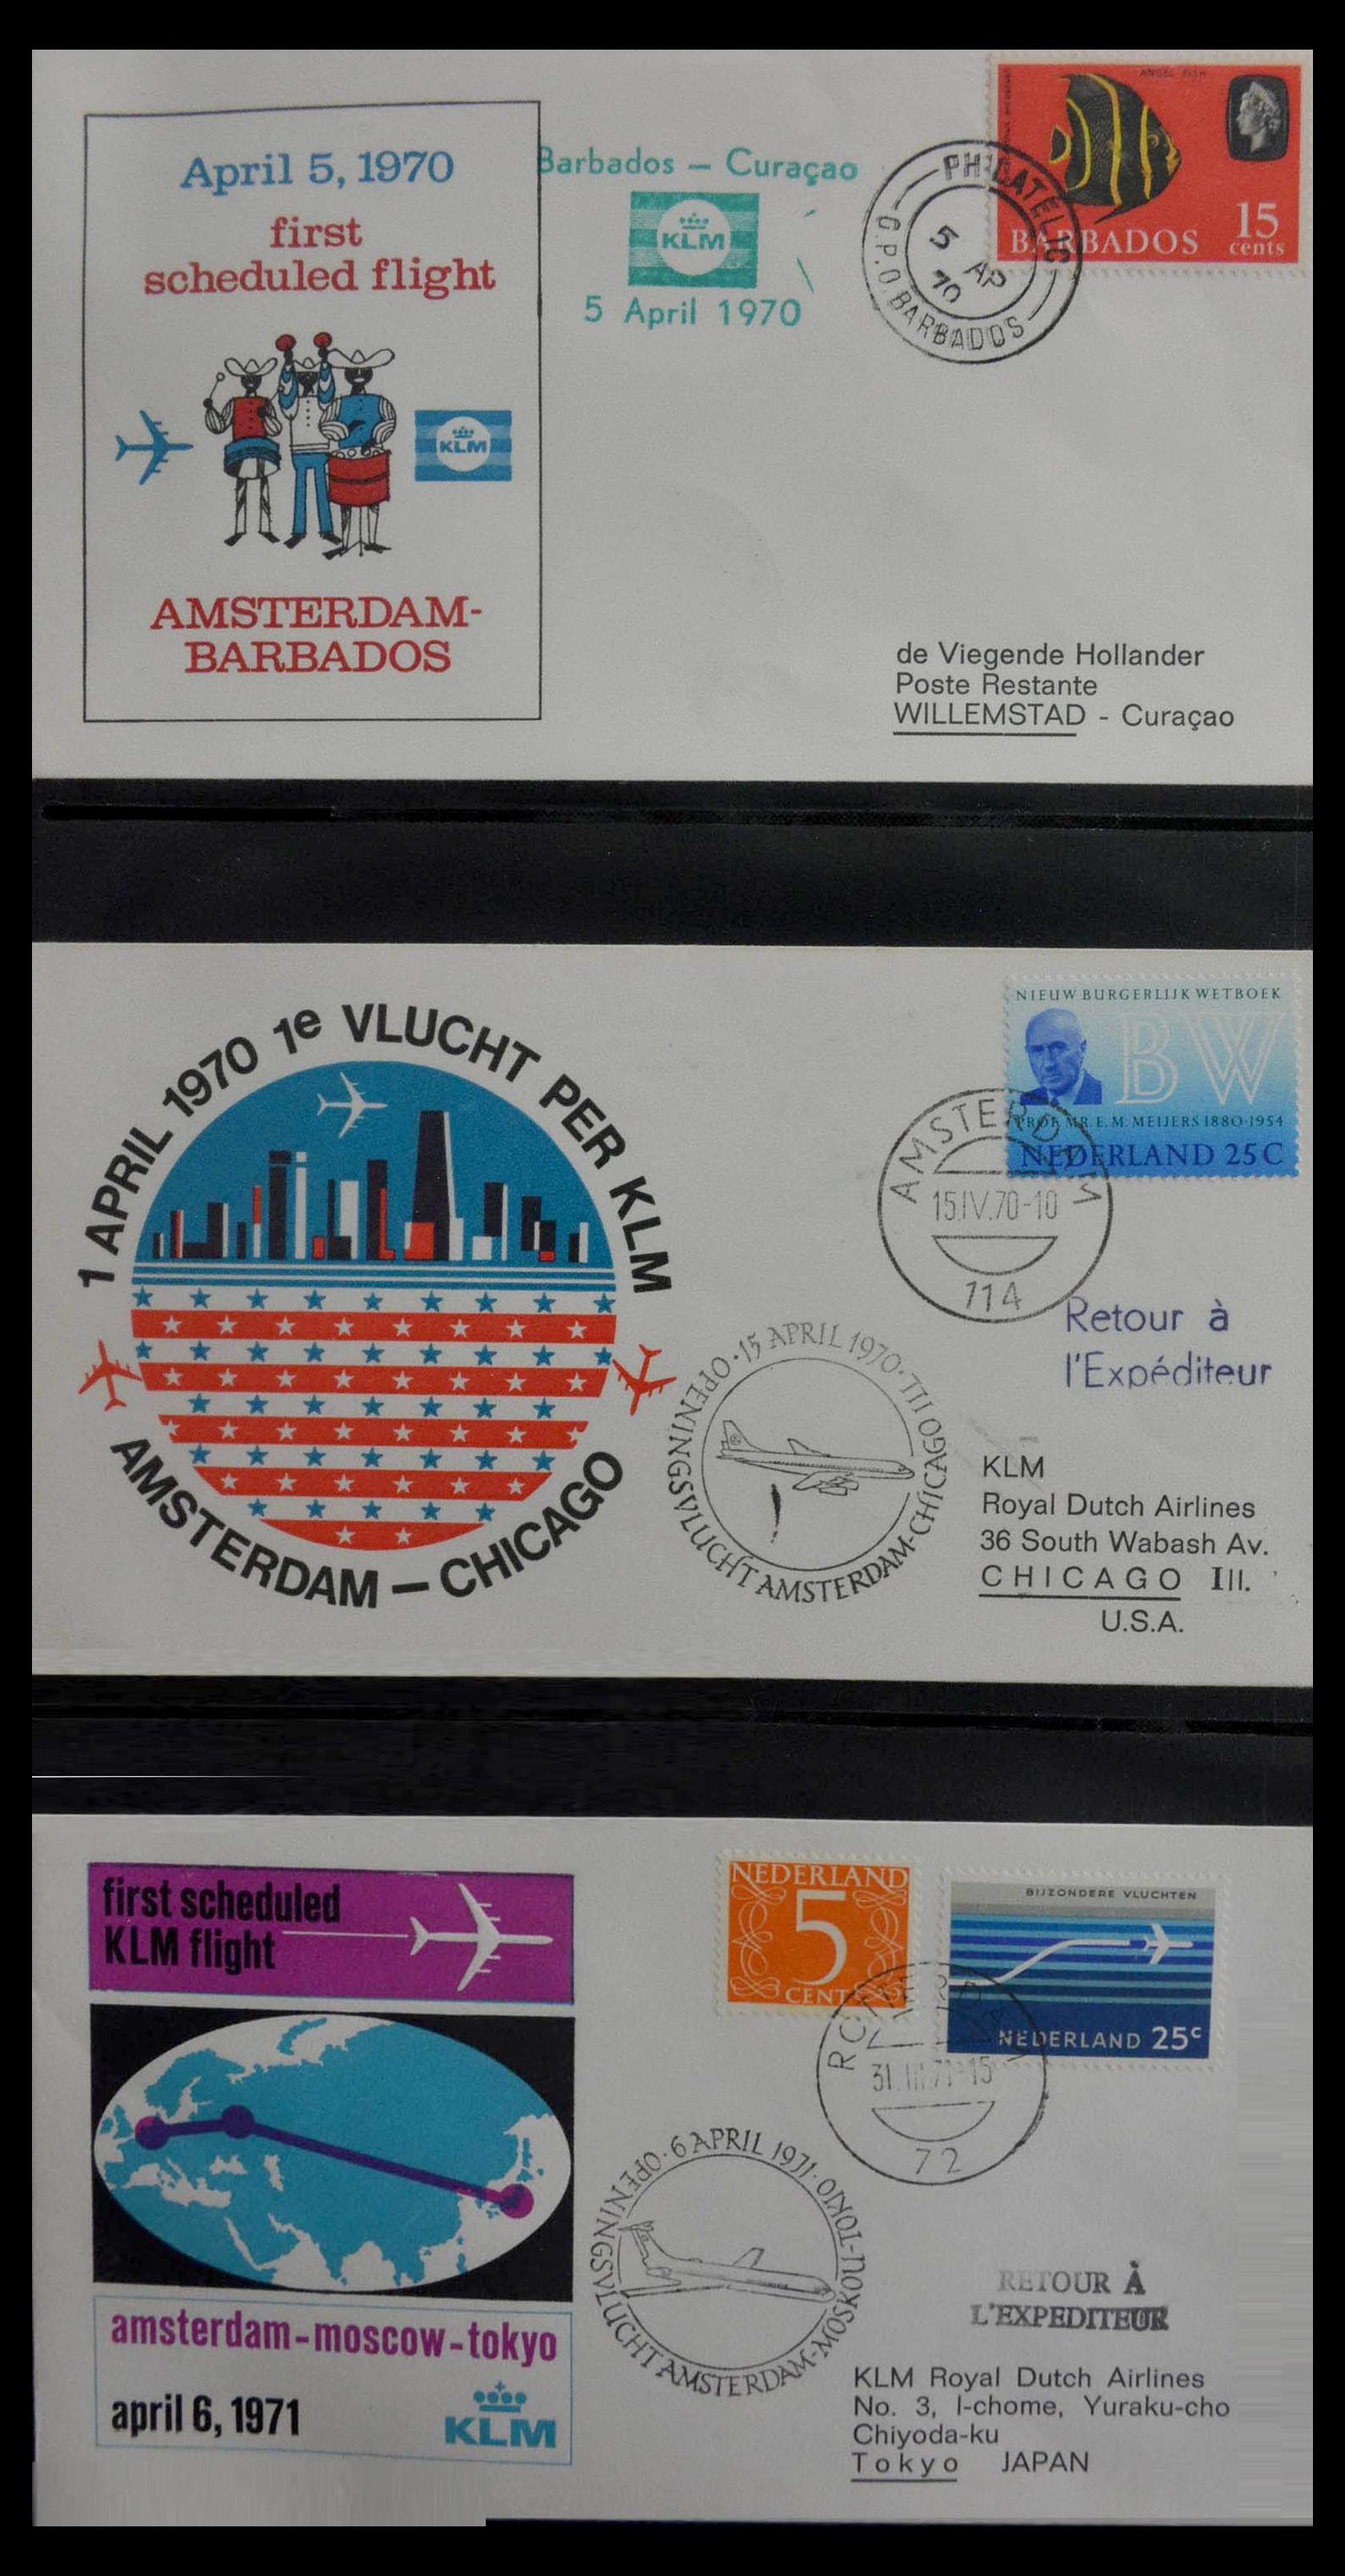 April 5, 1970
first
scheduled flight
KLM
AMSTERDAM-
BARBADOS
Barbados – Curaçao
KLM
5 April 1970
PHILATELIC
G.P.O. BARBADOS
5 AP 70
ANGEL FISH
15
cents
BARBADOS
de Viegende Hollander
Poste Restante
WILLEMSTAD - Curaçao
1 APRIL 1970 1e VLUCHT PER KLM
AMSTERDAM – CHICAGO
NIEUW BURGERLIJK WETBOEK
BW
PROF. MR. E. M. MEIJERS 1880-1954
NEDERLAND 25 C
AMSTERDAM
15.IV.70-10
114
Retour à
l'Expéditeur
OPENINGSVLUCHT AMSTERDAM-CHICAGO ILL · 15 APRIL 1970 ·
KLM
Royal Dutch Airlines
36 South Wabash Av.
CHICAGO Ill.
U.S.A.
first scheduled
KLM flight
amsterdam-moscow-tokyo
april 6, 1971
KLM
NEDERLAND
5
CENT
BIJZONDERE VLUCHTEN
NEDERLAND 25c
ROTTERDAM
31.III.71-15
72
OPENINGSVLUCHT AMSTERDAM-MOSKOU-TOKIO · 6 APRIL 1971 ·
RETOUR À
L'EXPEDITEUR
KLM Royal Dutch Airlines
No. 3, I-chome, Yuraku-cho
Chiyoda-ku
Tokyo JAPAN